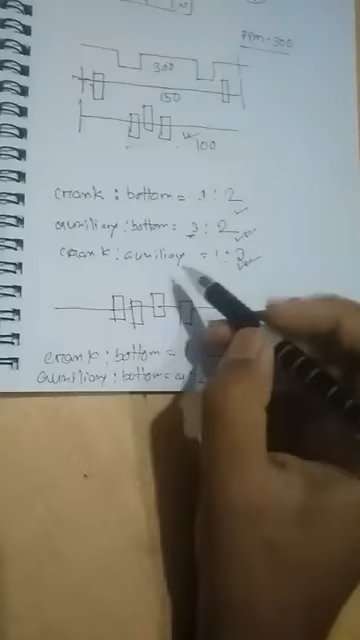 PPM - 300
300
150
100
crank : bottom = 1 : 2
auxiliary : bottom = 3 : 2
crank : auxiliary = 1 : 3
crank : bottom =
auxiliary : bottom =